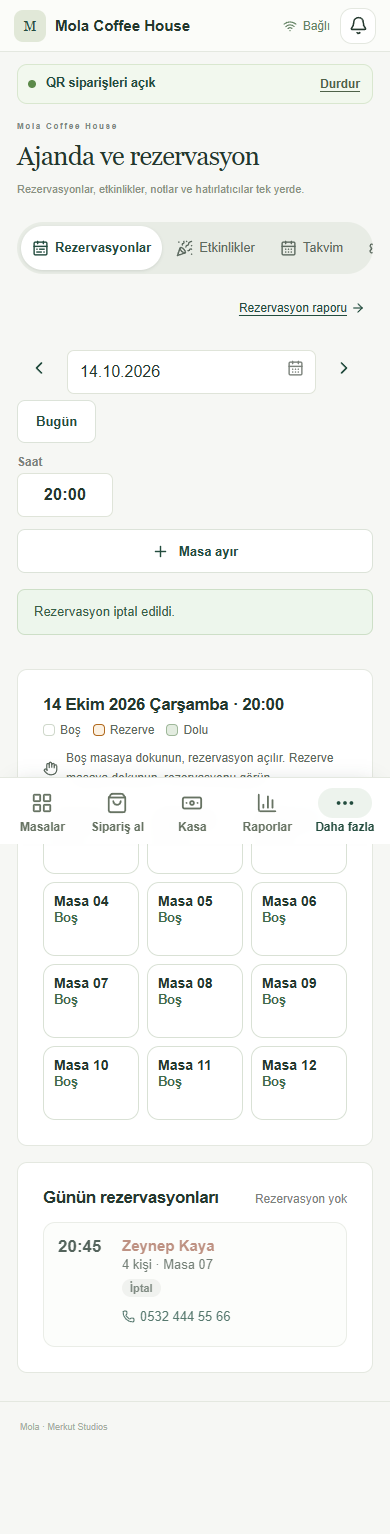 M Mola Coffee House Bağlı
QR siparişleri açık Durdur
Mola Coffee House
Ajanda ve rezervasyon
Rezervasyonlar, etkinlikler, notlar ve hatırlatıcılar tek yerde.
Rezervasyonlar Etkinlikler Takvim
Rezervasyon raporu
14.10.2026
Bugün
Saat
20:00
Masa ayır
Rezervasyon iptal edildi.
14 Ekim 2026 Çarşamba · 20:00
Boş Rezerve Dolu
Boş masaya dokunun, rezervasyon açılır. Rezerve
masaya dokunun, rezervasyonu görün.
Masalar Sipariş al Kasa Raporlar Daha fazla
Masa 04 Masa 05 Masa 06
Boş Boş Boş
Masa 07 Masa 08 Masa 09
Boş Boş Boş
Masa 10 Masa 11 Masa 12
Boş Boş Boş
Günün rezervasyonları Rezervasyon yok
20:45 Zeynep Kaya
4 kişi · Masa 07
İptal
0532 444 55 66
Mola · Merkut Studios